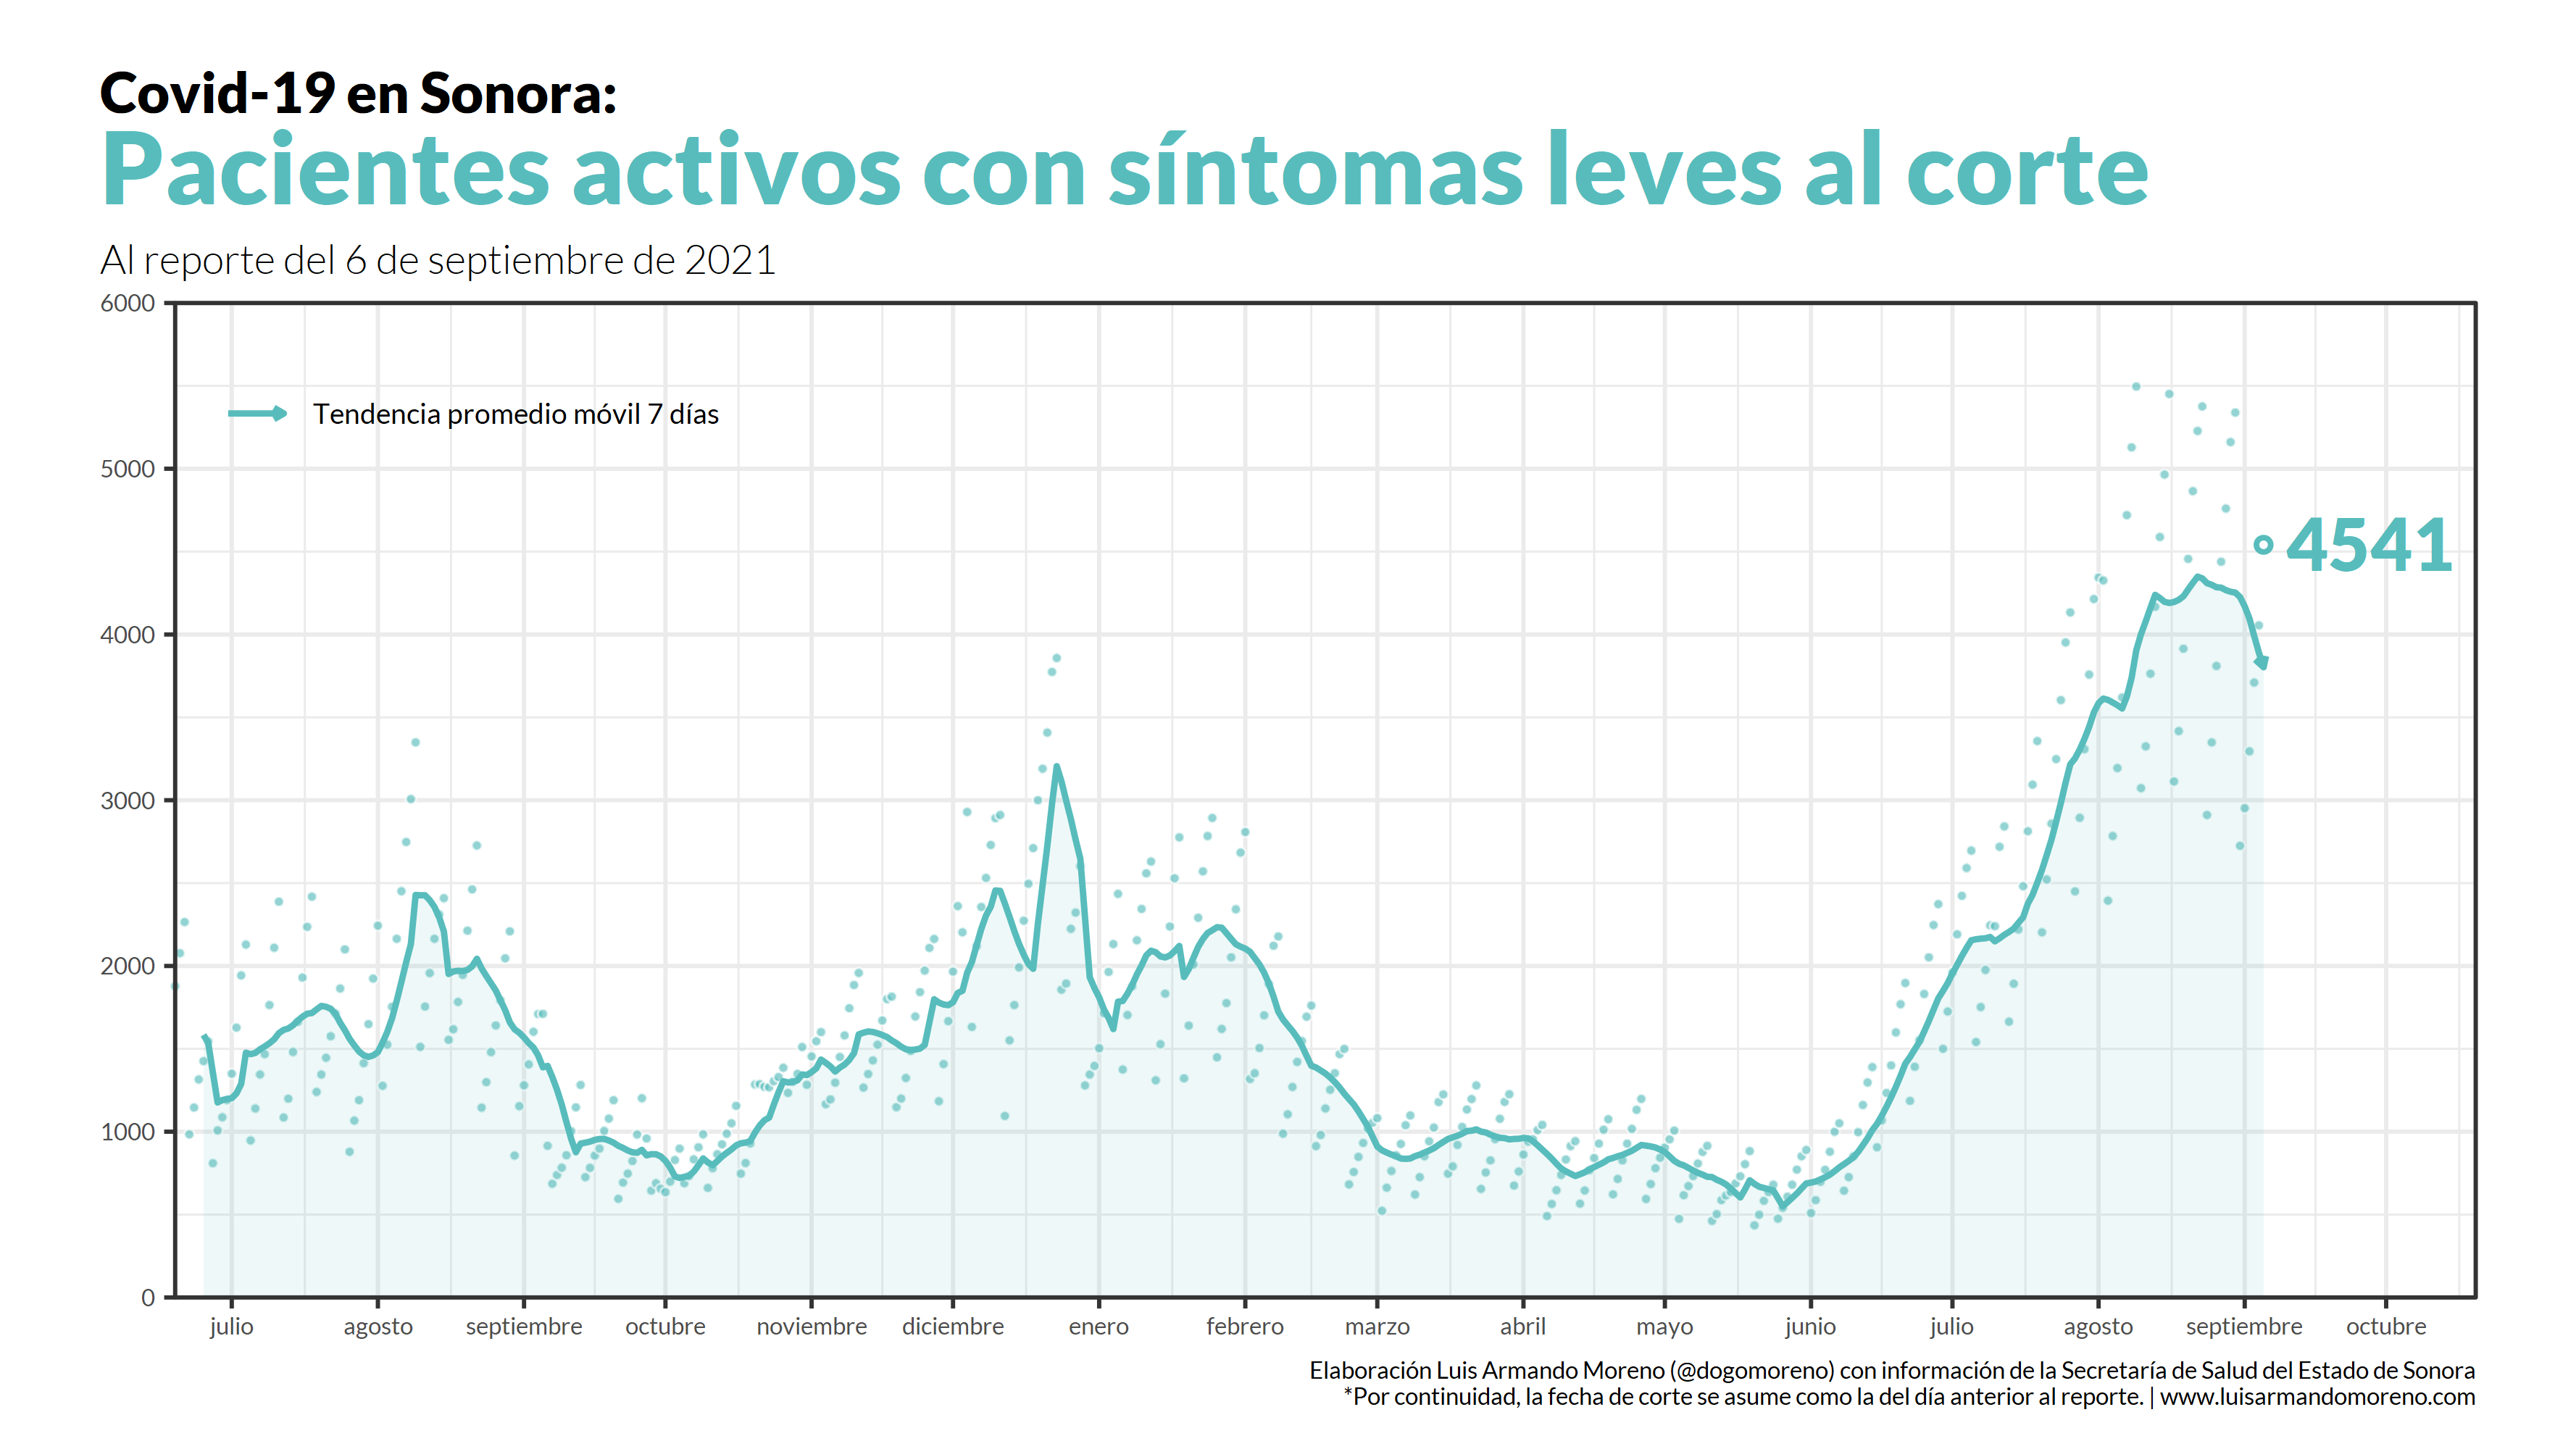 Covid-19 en Sonora:
Pacientes activos con síntomas leves al corte
Al reporte del 6 de septiembre de 2021
6000
Tendencia promedio móvil 7 días
5000
4541
4000
3000
2000
1000
0
julio agosto septiembre octubre noviembre diciembre enero febrero marzo abril mayo junio julio agosto septiembre octubre
Elaboración Luis Armando Moreno (@dogomoreno) con información de la Secretaría de Salud del Estado de Sonora
*Por continuidad, la fecha de corte se asume como la del día anterior al reporte. | www.luisarmandomoreno.com